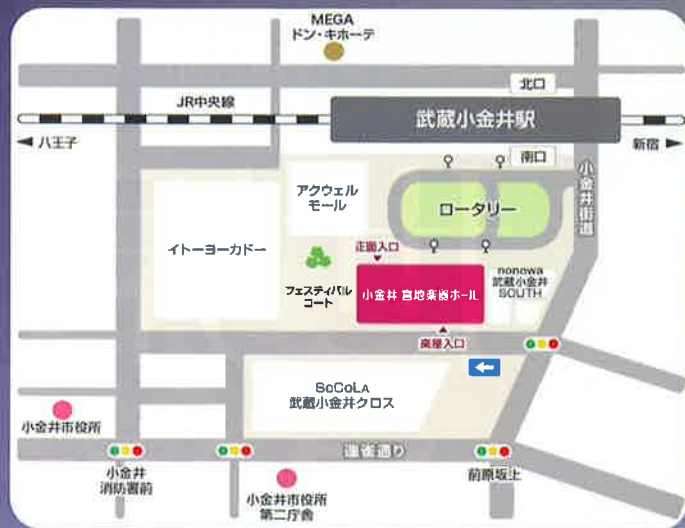 MEGA
ドン・キホーテ
北口
JR中央線
武蔵小金井駅
八王子
新宿
南口
小金井街道
アクウェル
モール
ロータリー
イトーヨーカドー
正面入口
フェスティバル
コート
小金井 宮地楽器ホール
nonowa
武蔵小金井
SOUTH
楽屋入口
SoCoLA
武蔵小金井クロス
小金井市役所
連雀通り
小金井
消防署前
前原坂上
小金井市役所
第二庁舎